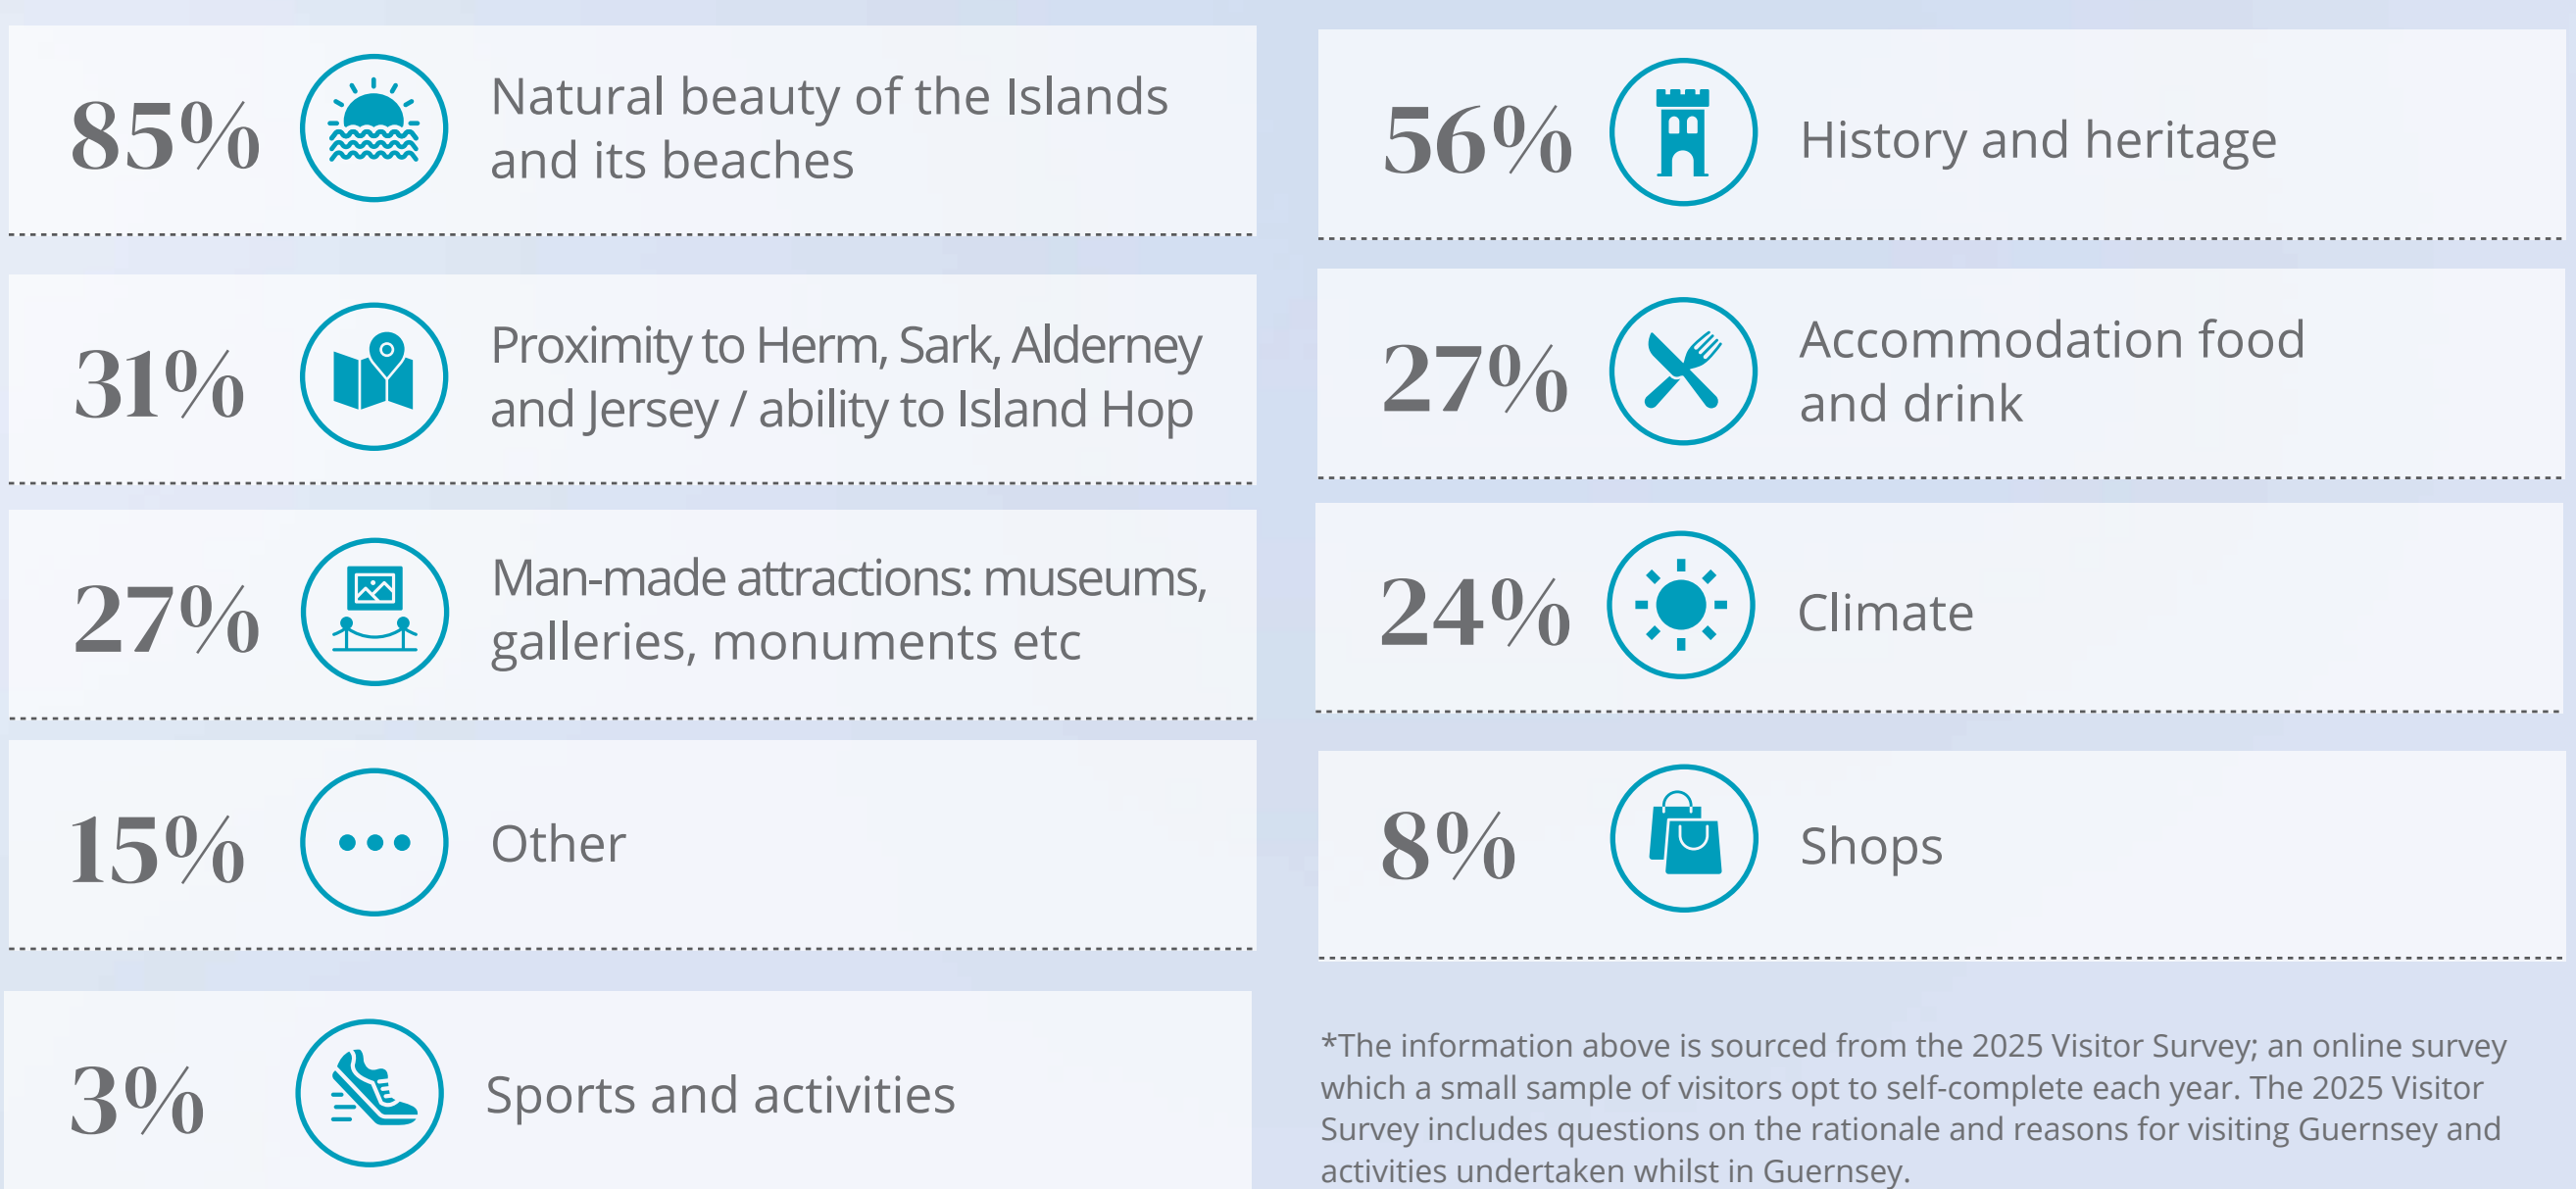 85%
Natural beauty of the Islands
and its beaches
56%
History and heritage
31%
Proximity to Herm, Sark, Alderney
and Jersey / ability to Island Hop
27%
Accommodation food
and drink
27%
Man-made attractions: museums,
galleries, monuments etc
24%
Climate
15%
Other
8%
Shops
3%
Sports and activities
*The information above is sourced from the 2025 Visitor Survey; an online survey
which a small sample of visitors opt to self-complete each year. The 2025 Visitor
Survey includes questions on the rationale and reasons for visiting Guernsey and
activities undertaken whilst in Guernsey.